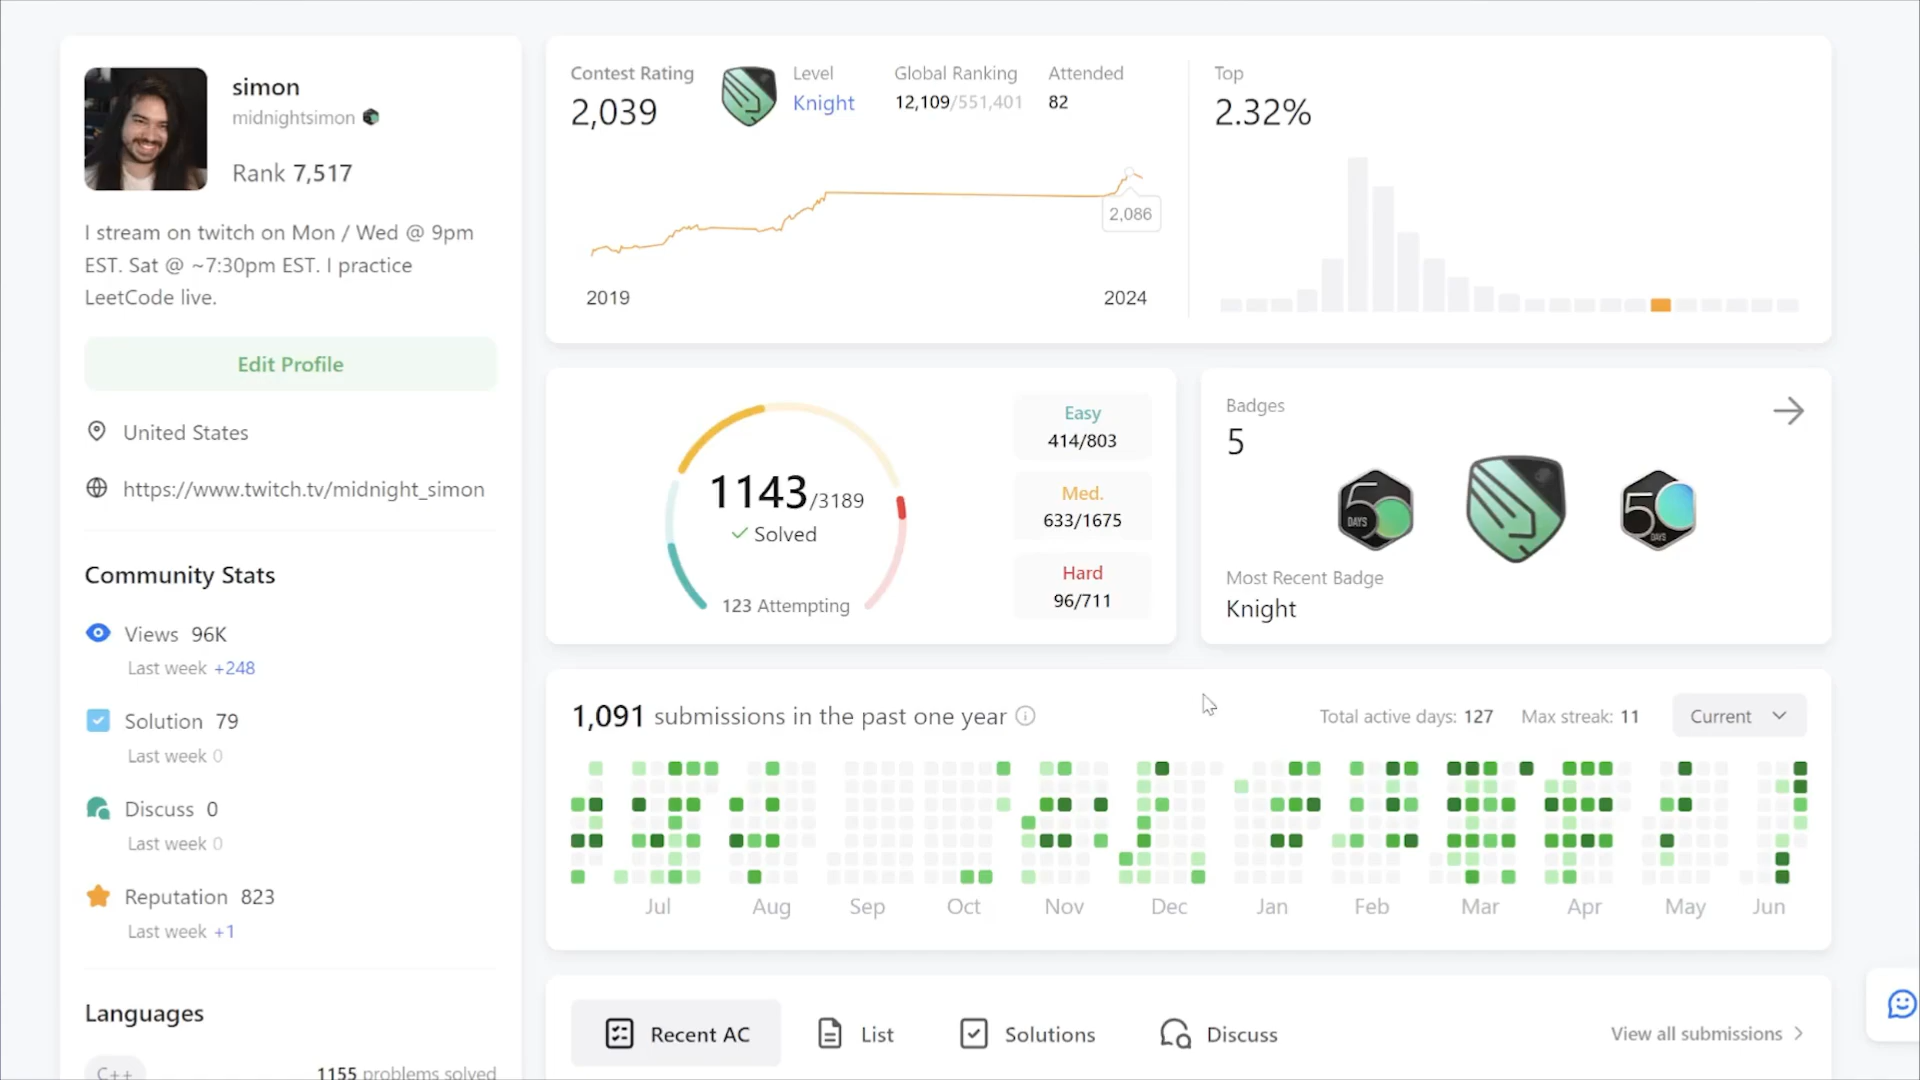 simon
midnightsimon
Rank 7,517
I stream on twitch on Mon / Wed @ 9pm
EST. Sat @ ~7:30pm EST. I practice
LeetCode live.
Edit Profile
United States
https://www.twitch.tv/midnight_simon
Community Stats
Views 96K
Last week +248
Solution 79
Last week 0
Discuss 0
Last week 0
Reputation 823
Last week +1
Languages
C++ 1155 problems solved
Contest Rating
2,039
Level
Knight
Global Ranking
12,109/551,401
Attended
82
2,086
2019 2024
Top
2.32%
1143/3189
Solved
123 Attempting
Easy
414/803
Med.
633/1675
Hard
96/711
Badges
5
50
DAYS
50
DAYS
Most Recent Badge
Knight
1,091 submissions in the past one year
Total active days: 127 Max streak: 11 Current
Jul Aug Sep Oct Nov Dec Jan Feb Mar Apr May Jun
Recent AC List Solutions Discuss View all submissions